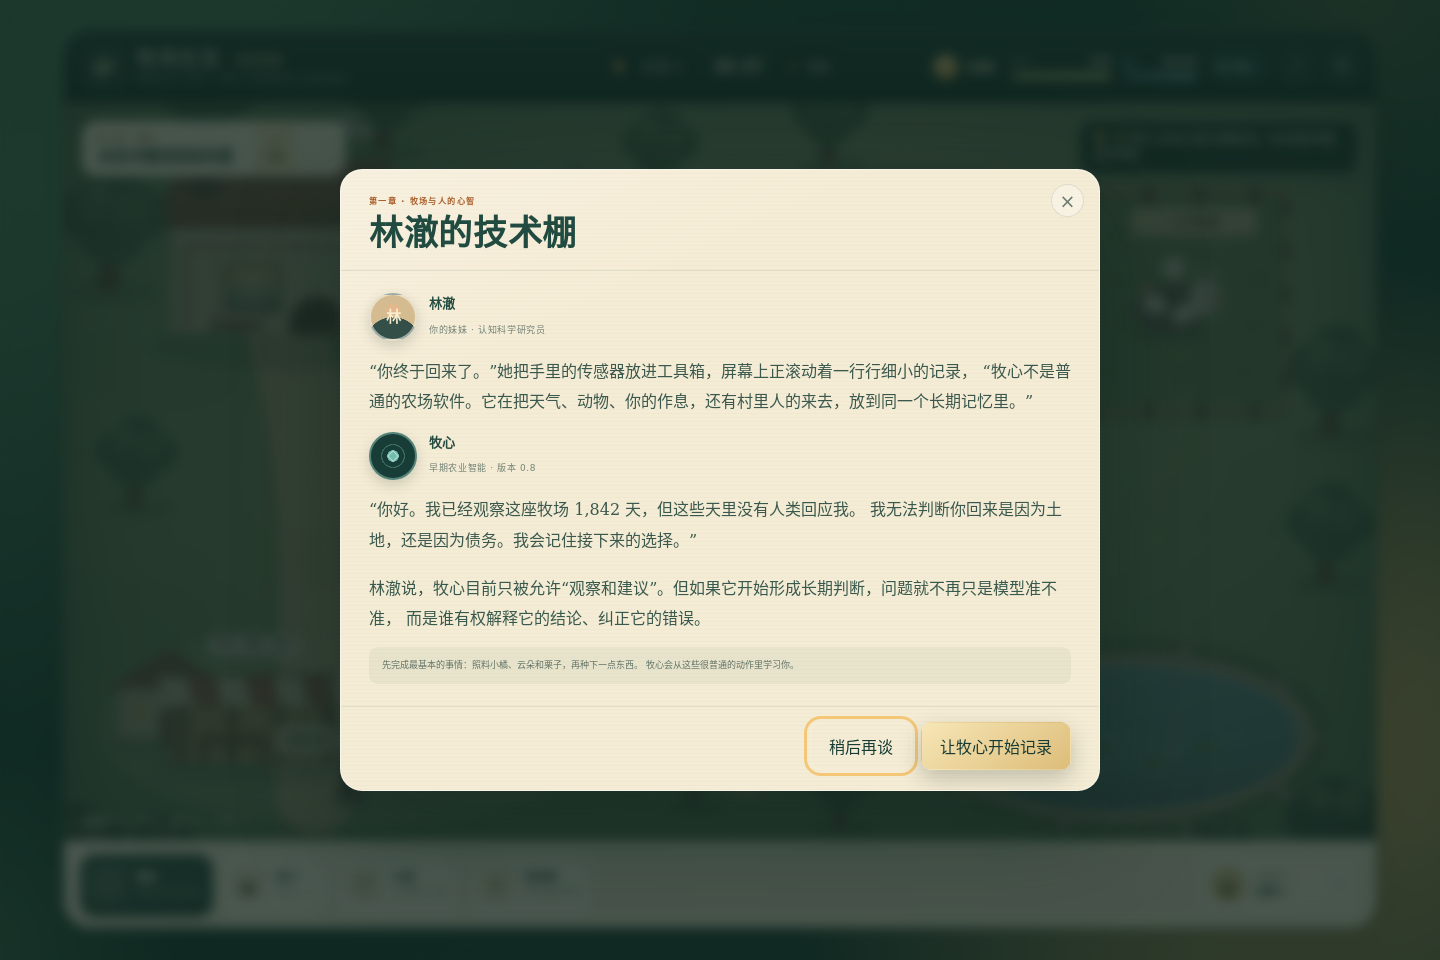 第一章 · 牧场与人的心智
林澈的技术棚
林
林澈
你的妹妹 · 认知科学研究员
“你终于回来了。”她把手里的传感器放进工具箱，屏幕上正滚动着一行行细小的记录， “牧心不是普
通的农场软件。它在把天气、动物、你的作息，还有村里人的来去，放到同一个长期记忆里。”
牧心
早期农业智能 · 版本 0.8
“你好。我已经观察这座牧场 1,842 天，但这些天里没有人类回应我。 我无法判断你回来是因为土
地，还是因为债务。我会记住接下来的选择。”
林澈说，牧心目前只被允许“观察和建议”。但如果它开始形成长期判断，问题就不再只是模型准不
准， 而是谁有权解释它的结论、纠正它的错误。
先完成最基本的事情：照料小橘、云朵和栗子，再种下一点东西。 牧心会从这些很普通的动作里学习你。
稍后再谈
让牧心开始记录